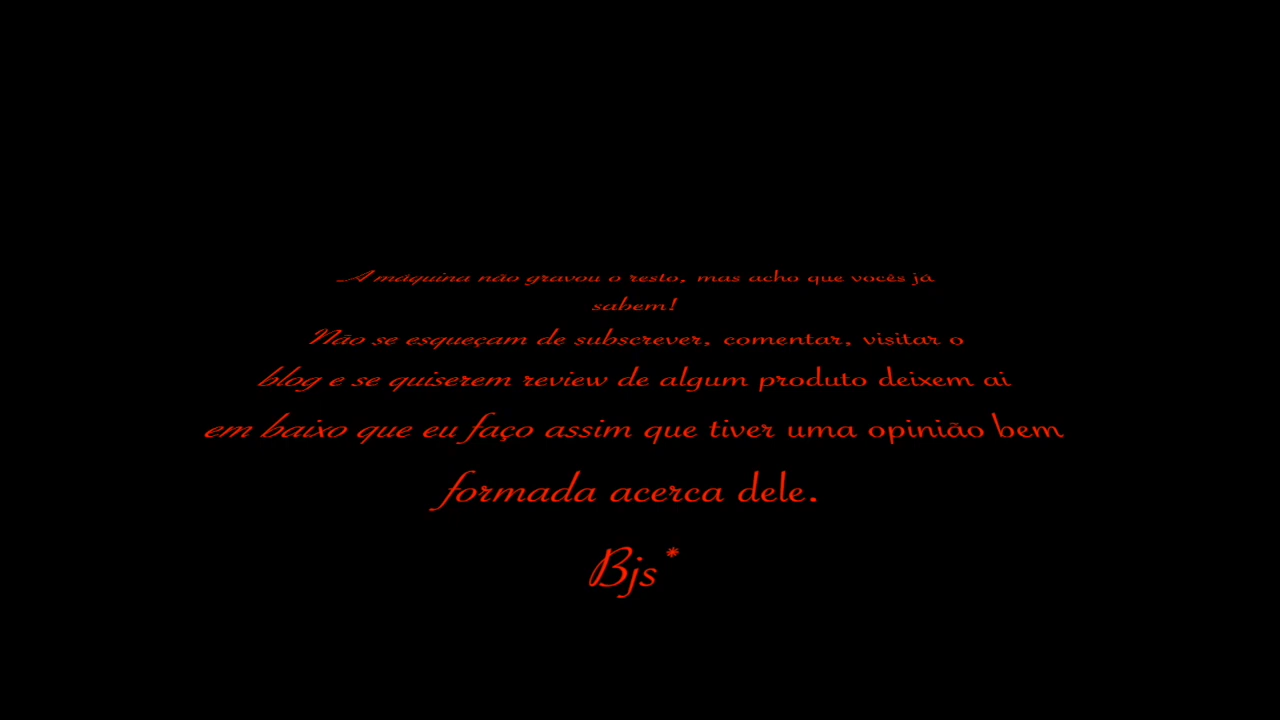 A máquina não gravou o resto, mas acho que vocês já
sabem!
Não se esqueçam de subscrever, comentar, visitar o
blog e se quiserem review de algum produto deixem ai
em baixo que eu faço assim que tiver uma opinião bem
formada acerca dele.
Bjs*